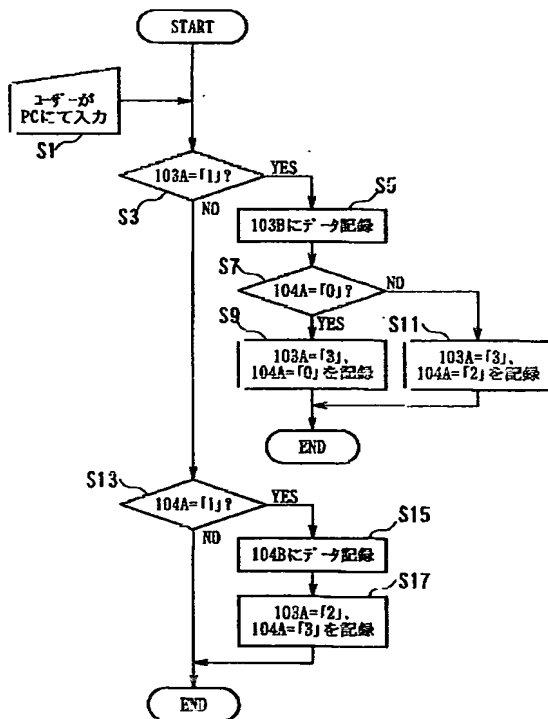 START
ユーザーが
PCにて入力
S1
103A=「1」?
YES
S3
NO
S5
103Bにデータ記録
S7
104A=「0」?
NO
YES
S9
103A=「3」,
104A=「0」を記録
S11
103A=「3」,
104A=「2」を記録
END
S13
104A=「1」?
YES
NO
S15
104Bにデータ記録
S17
103A=「2」,
104A=「3」を記録
END